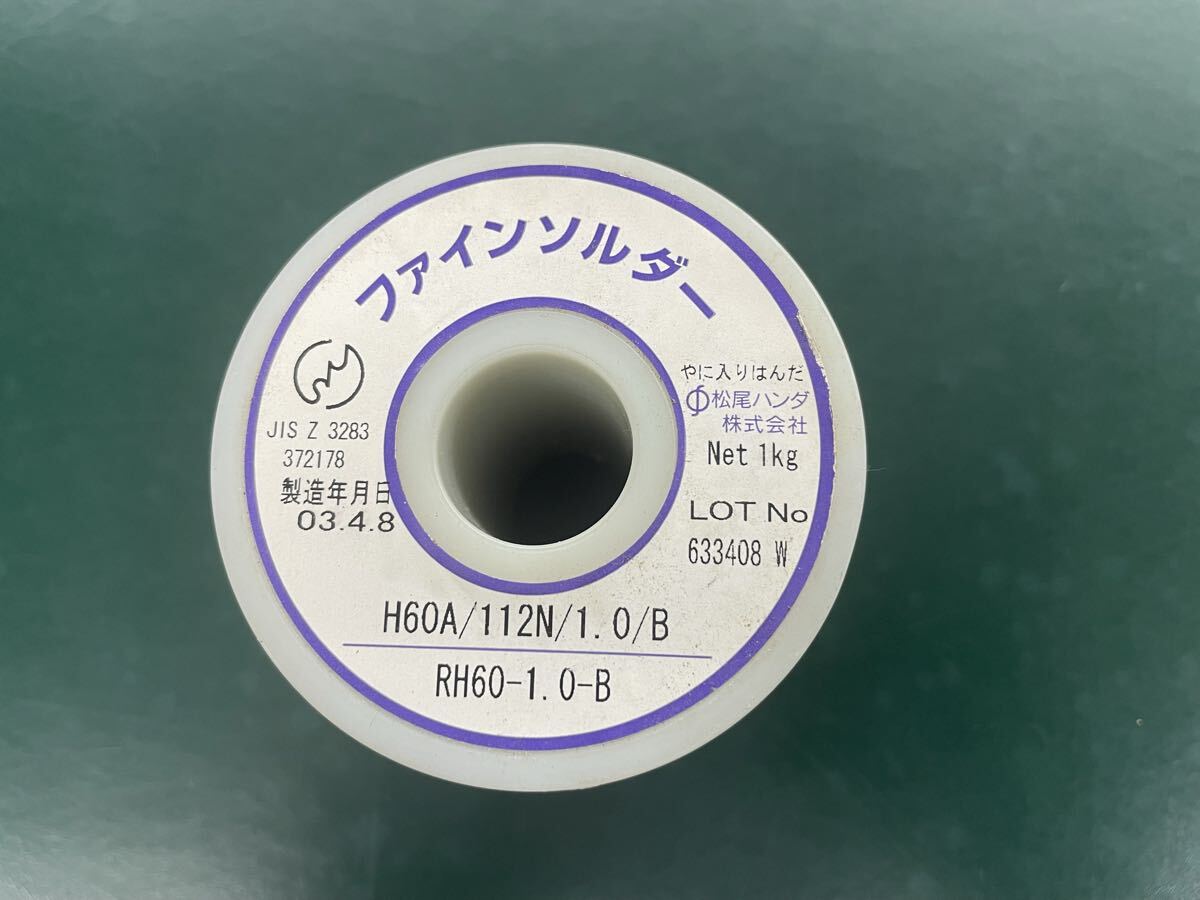 ファインソルダー
JIS Z 3283
372178
製造年月日
03.4.8
やに入りはんだ
松尾ハンダ
株式会社
Net 1kg
LOT No
633408 W
H60A/112N/1.0/B
RH60-1.0-B